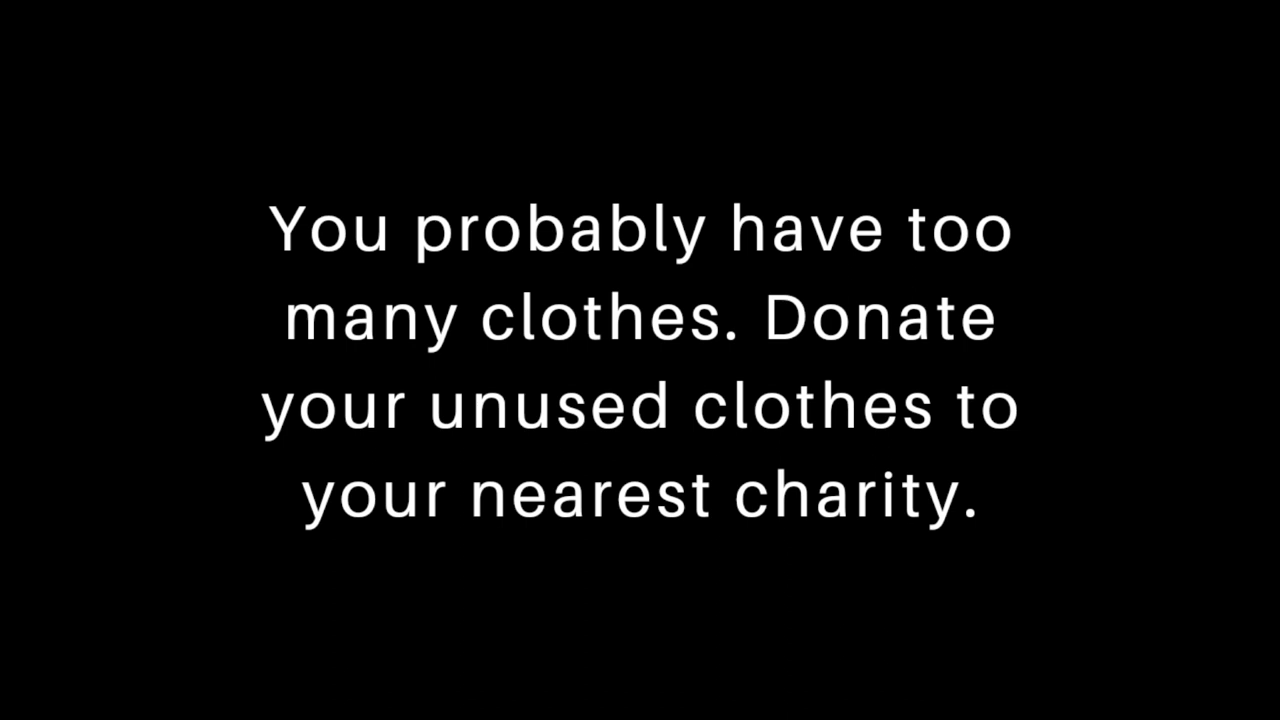 You probably have too
many clothes. Donate
your unused clothes to
your nearest charity.